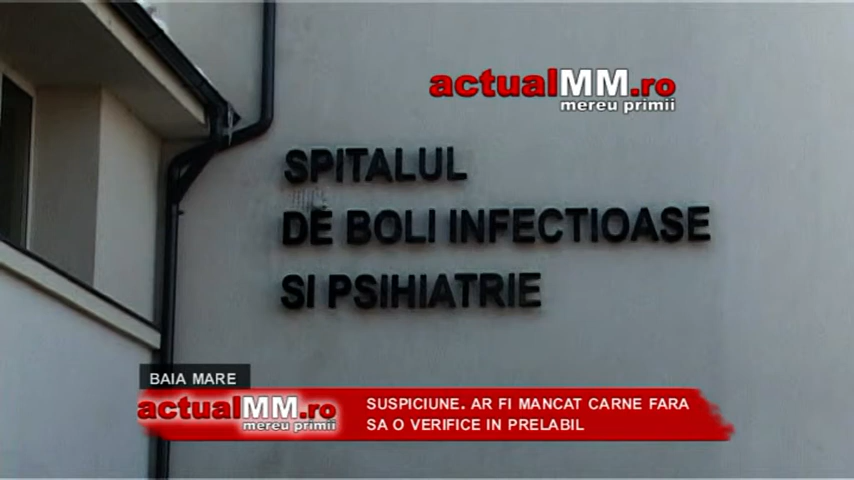 actualMM.ro
mereu primii
SPITALUL
DE BOLI INFECTIOASE
SI PSIHIATRIE
BAIA MARE
actualMM.ro
mereu primii
SUSPICIUNE. AR FI MANCAT CARNE FARA
SA O VERIFICE IN PRELABIL